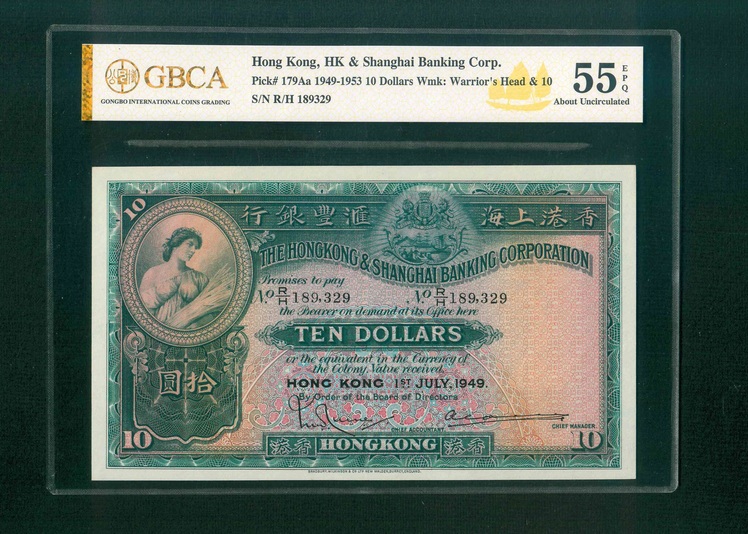 GBCA
GONGBO INTERNATIONAL COINS GRADING
Hong Kong, HK & Shanghai Banking Corp.
Pick# 179Aa 1949-1953 10 Dollars Wmk: Warrior's Head & 10
S/N R/H 189329
55 EPQ
About Uncirculated
10
行銀豐滙 海上港香
THE HONGKONG & SHANGHAI BANKING CORPORATION
Promises to pay
No R/H 189,329 No R/H 189,329
the Bearer on demand at its Office here
TEN DOLLARS
or the equivalent in the Currency of
the Colony, Value received.
HONG KONG 1ST JULY, 1949.
By Order of the Board of Directors
圓拾
CHIEF ACCOUNTANT. CHIEF MANAGER.
10 港香 HONGKONG 港香 10